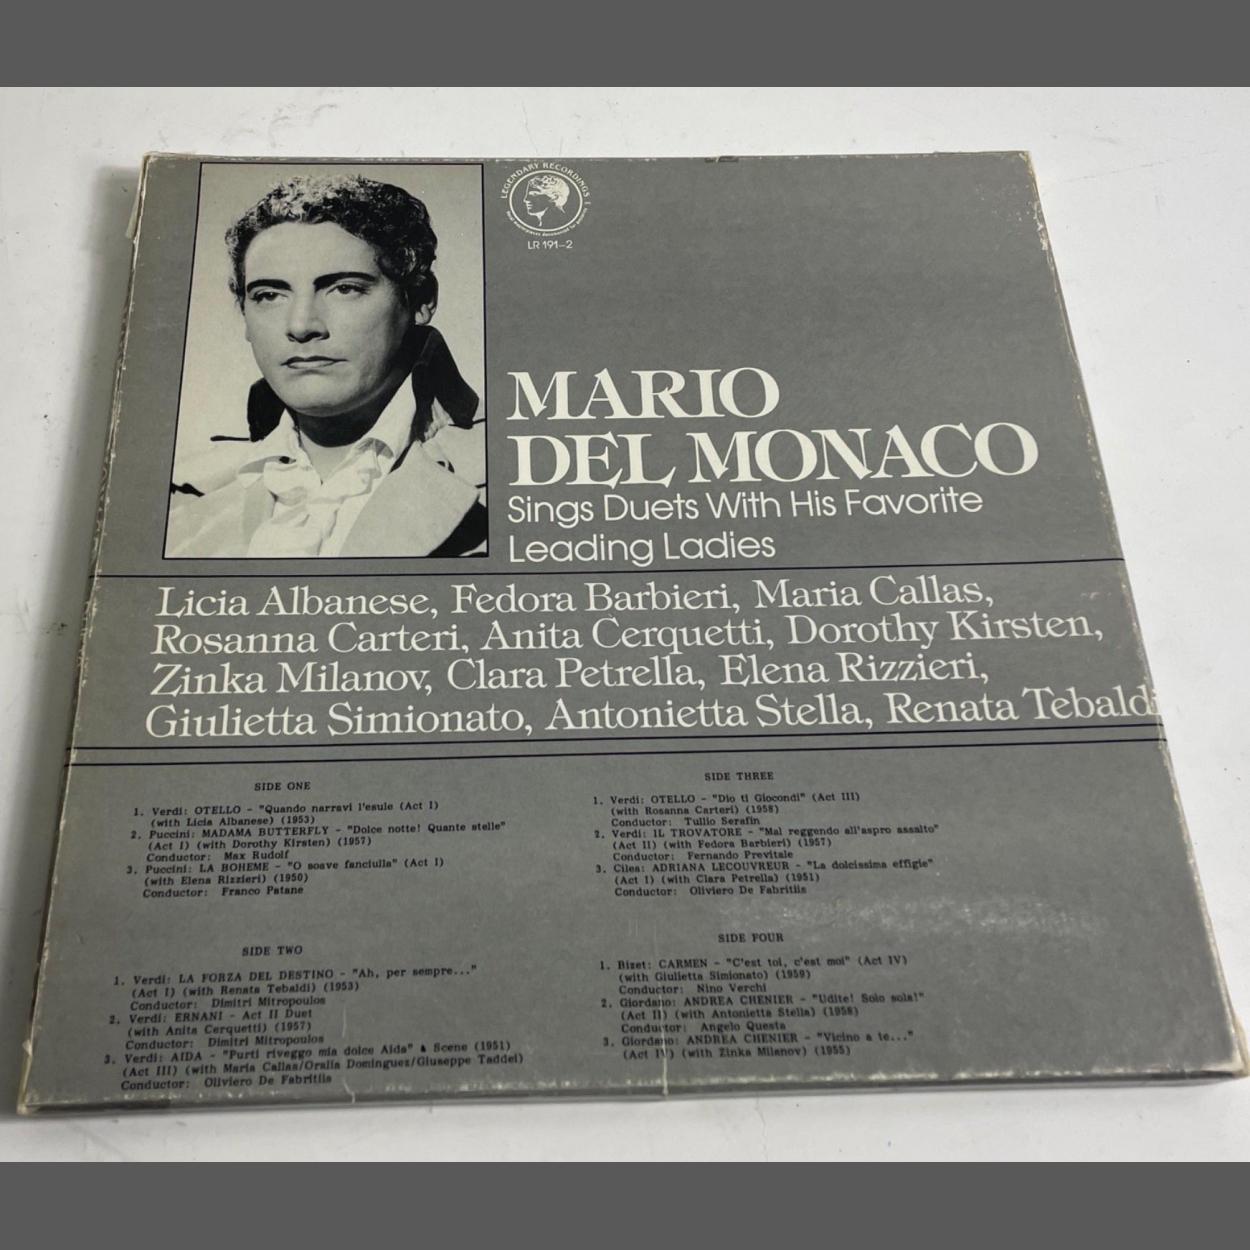 LEGENDARY RECORDINGS
LR 191-2
MARIO
DEL MONACO
Sings Duets With His Favorite
Leading Ladies
Licia Albanese, Fedora Barbieri, Maria Callas,
Rosanna Carteri, Anita Cerquetti, Dorothy Kirsten,
Zinka Milanov, Clara Petrella, Elena Rizzieri,
Giulietta Simionato, Antonietta Stella, Renata Tebaldi
SIDE ONE
1. Verdi: OTELLO - "Quando narravi l'esule (Act I)
(with Licia Albanese) (1953)
2. Puccini: MADAMA BUTTERFLY - "Dolce notte! Quante stelle"
(Act I) (with Dorothy Kirsten) (1957)
Conductor: Max Rudolf
3. Puccini: LA BOHEME - "O soave fanciulla" (Act I)
(with Elena Rizzieri) (1950)
Conductor: Franco Patane
SIDE TWO
1. Verdi: LA FORZA DEL DESTINO - "Ah, per sempre..."
(Act I) (with Renata Tebaldi) (1953)
Conductor: Dimitri Mitropoulos
2. Verdi: ERNANI - Act II Duet
(with Anita Cerquetti) (1957)
Conductor: Dimitri Mitropoulos
3. Verdi: AIDA - "Purti riveggo mia dolce Aida" & Scene (1951)
(Act III) (with Maria Callas/Oralia Dominguez/Giuseppe Taddei)
Conductor: Oliviero De Fabritiis
SIDE THREE
1. Verdi: OTELLO - "Dio ti Giocondi" (Act III)
(with Rosanna Carteri) (1958)
Conductor: Tullio Serafin
2. Verdi: IL TROVATORE - "Mal reggendo all'aspro assalto"
(Act II) (with Fedora Barbieri) (1957)
Conductor: Fernando Previtale
3. Cilea: ADRIANA LECOUVREUR - "La dolcissima effigie"
(Act I) (with Clara Petrella) (1951)
Conductor: Oliviero De Fabritiis
SIDE FOUR
1. Bizet: CARMEN - "C'est toi, c'est moi" (Act IV)
(with Giulietta Simionato) (1959)
Conductor: Nino Verchi
2. Giordano: ANDREA CHENIER - "Udite! Solo sola!"
(Act II) (with Antonietta Stella) (1958)
Conductor: Angelo Questa
3. Giordano: ANDREA CHENIER - "Vicino a te..."
(Act IV) (with Zinka Milanov) (1955)